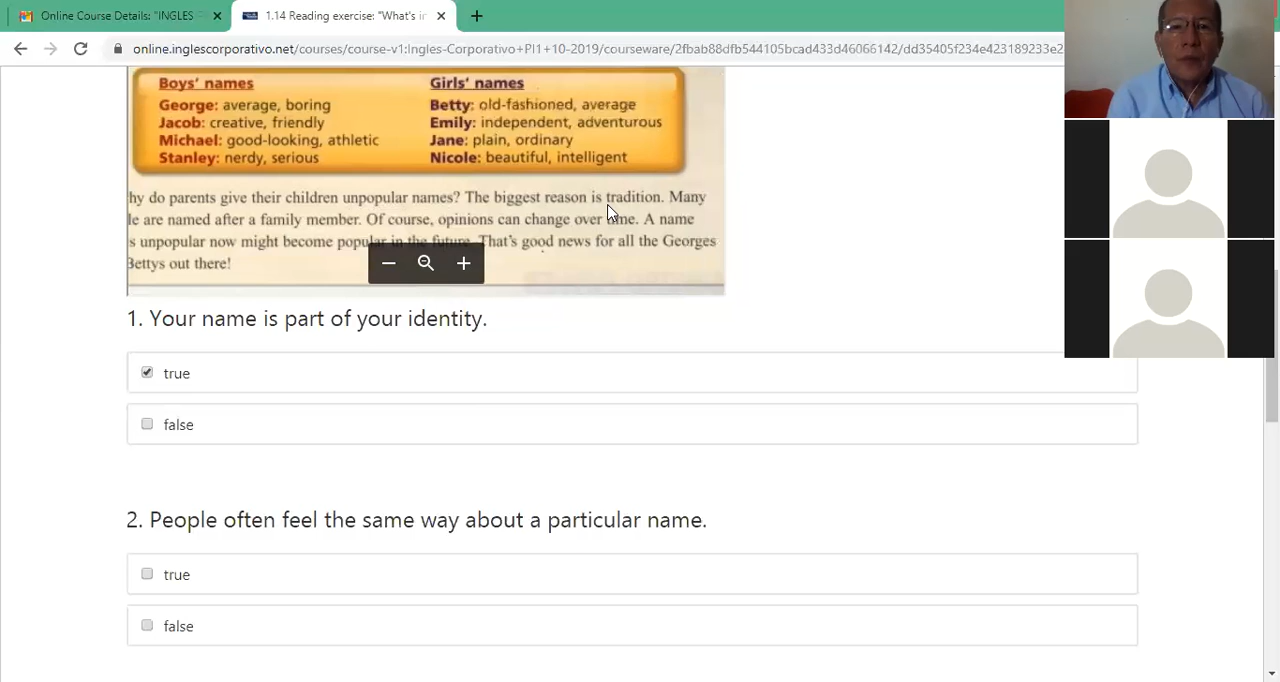 Online Course Details: "INGLES
1.14 Reading exercise: "What's in
online.inglescorporativo.net/courses/course-v1:Ingles-Corporativo+PI1+10-2019/courseware/2fbab88dfb544105bcad433d46066142/dd35405f234e423189233e2
Boys' names
George: average, boring
Jacob: creative, friendly
Michael: good-looking, athletic
Stanley: nerdy, serious
Girls' names
Betty: old-fashioned, average
Emily: independent, adventurous
Jane: plain, ordinary
Nicole: beautiful, intelligent
hy do parents give their children unpopular names? The biggest reason is tradition. Many
le are named after a family member. Of course, opinions can change over time. A name
s unpopular now might become popular in the future. That's good news for all the Georges
Bettys out there!
1. Your name is part of your identity.
true
false
2. People often feel the same way about a particular name.
true
false